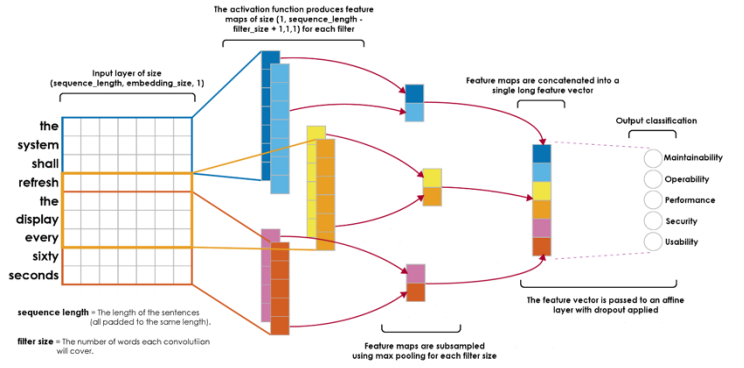 The activation function produces feature
maps of size (1, sequence_length -
filter_size + 1,1,1) for each filter
Input layer of size
(sequence_length, embedding_size, 1)
Feature maps are concatenated into a
single long feature vector
Output classification
the
system
shall
refresh
the
display
every
sixty
seconds
Maintainability
Operability
Performance
Security
Usability
sequence length = The length of the sentences
(all padded to the same length).
filter size = The number of words each convolutiion
will cover.
Feature maps are subsampled
using max pooling for each filter size
The feature vector is passed to an affine
layer with dropout applied